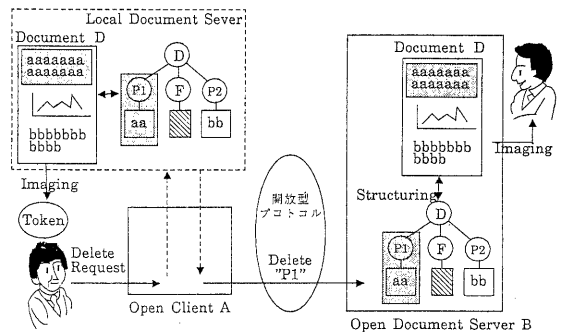 Local Document Sever
Document D
aaaaaaa
aaaaaaa
bbbbbbb
bbbb
D
P1
F
P2
aa
bb
Imaging
Token
Delete
Request
Open Client A
開放型
プコトコル
Delete
"P1"
Document D
aaaaaaa
aaaaaaa
bbbbbbb
bbbb
Imaging
Structuring
D
P1
F
P2
aa
bb
Open Document Server B